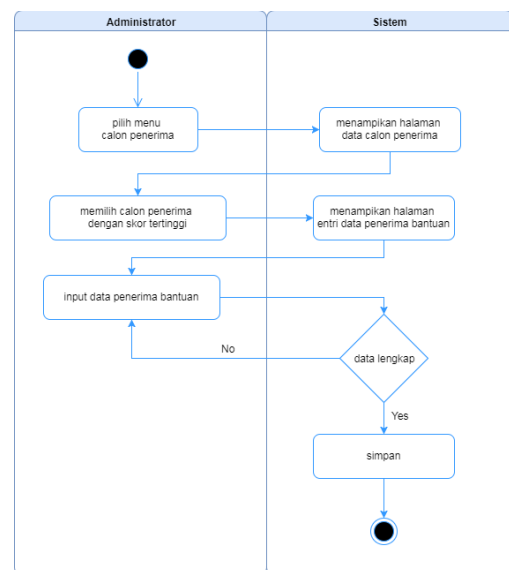 Administrator
Sistem
pilih menu
calon penerima
menampikan halaman
data calon penerima
memilih calon penerima
dengan skor tertinggi
menampikan halaman
entri data penerima bantuan
input data penerima bantuan
data lengkap
No
Yes
simpan